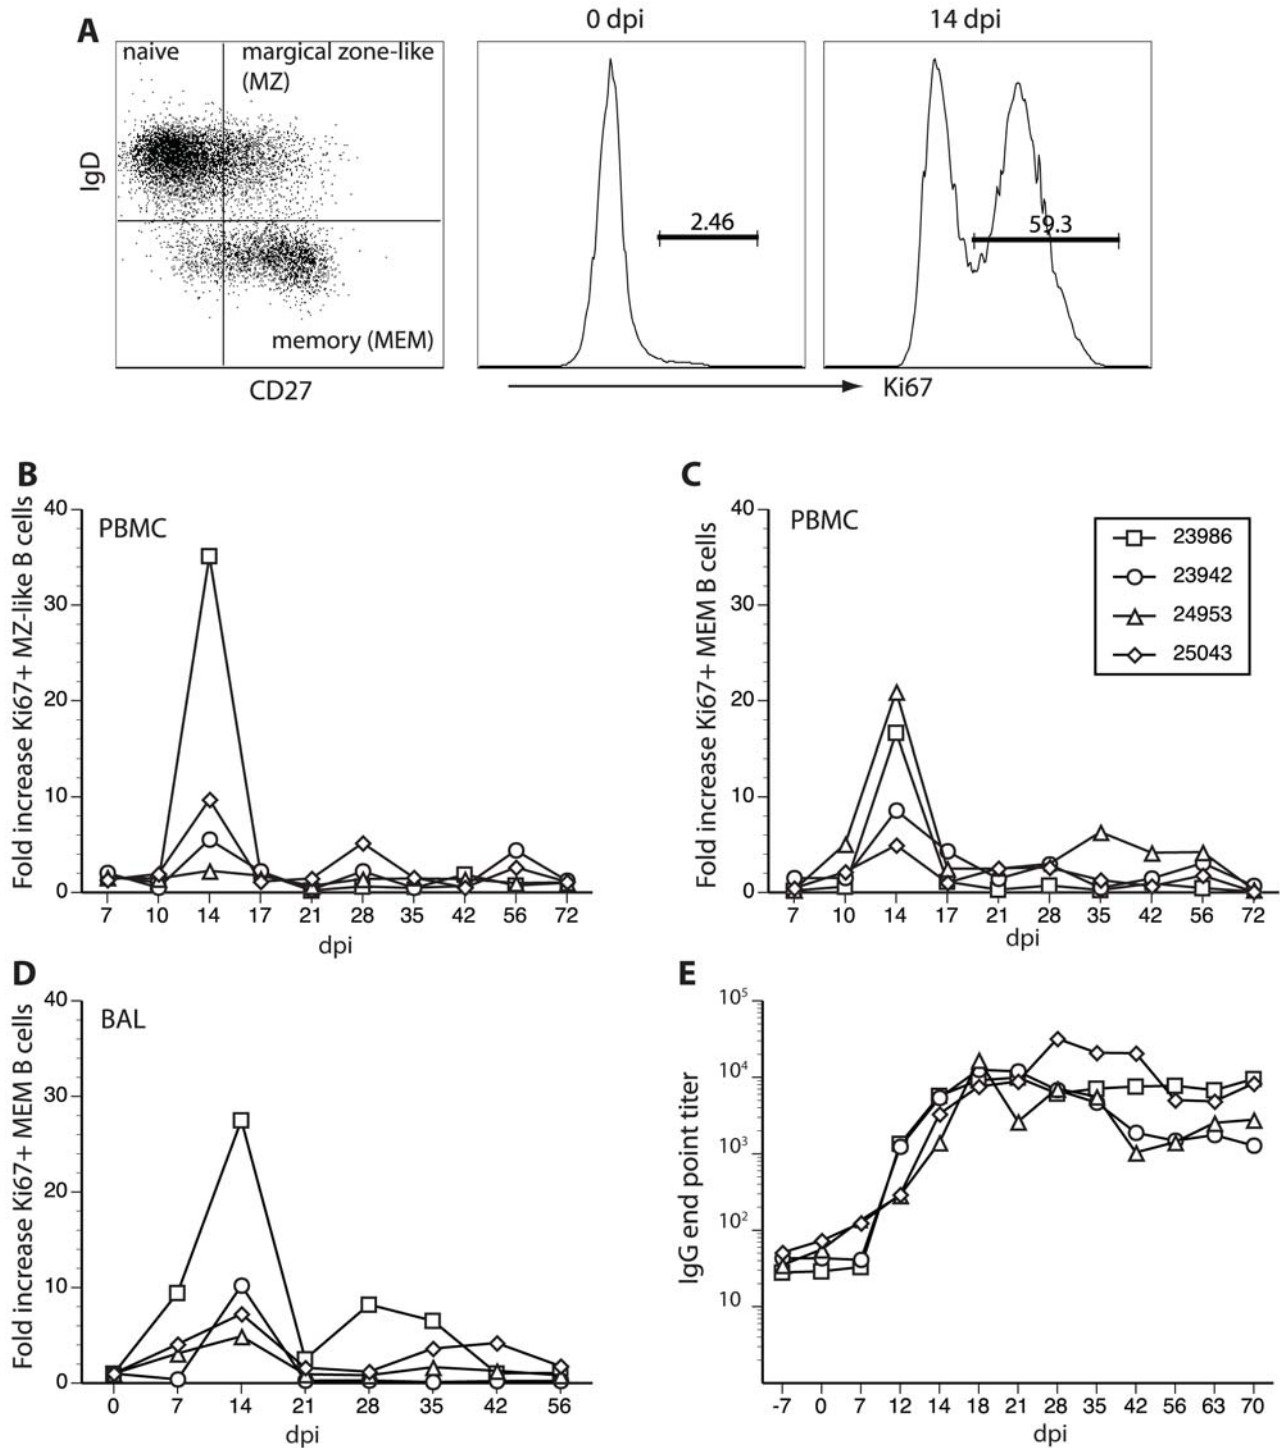 A
0 dpi
14 dpi
naive
margical zone-like
(MZ)
IgD
2.46
59.3
memory (MEM)
CD27
Ki67
B
PBMC
Fold increase Ki67+ MZ-like B cells
40
30
20
10
0
7 10 14 17 21 28 35 42 56 72
dpi
C
PBMC
Fold increase Ki67+ MEM B cells
40
30
20
10
0
7 10 14 17 21 28 35 42 56 72
dpi
23986
23942
24953
25043
D
BAL
Fold increase Ki67+ MEM B cells
40
30
20
10
0
0 7 14 21 28 35 42 56
dpi
E
IgG end point titer
10⁵
10⁴
10³
10²
10
-7 0 7 12 14 18 21 28 35 42 56 63 70
dpi